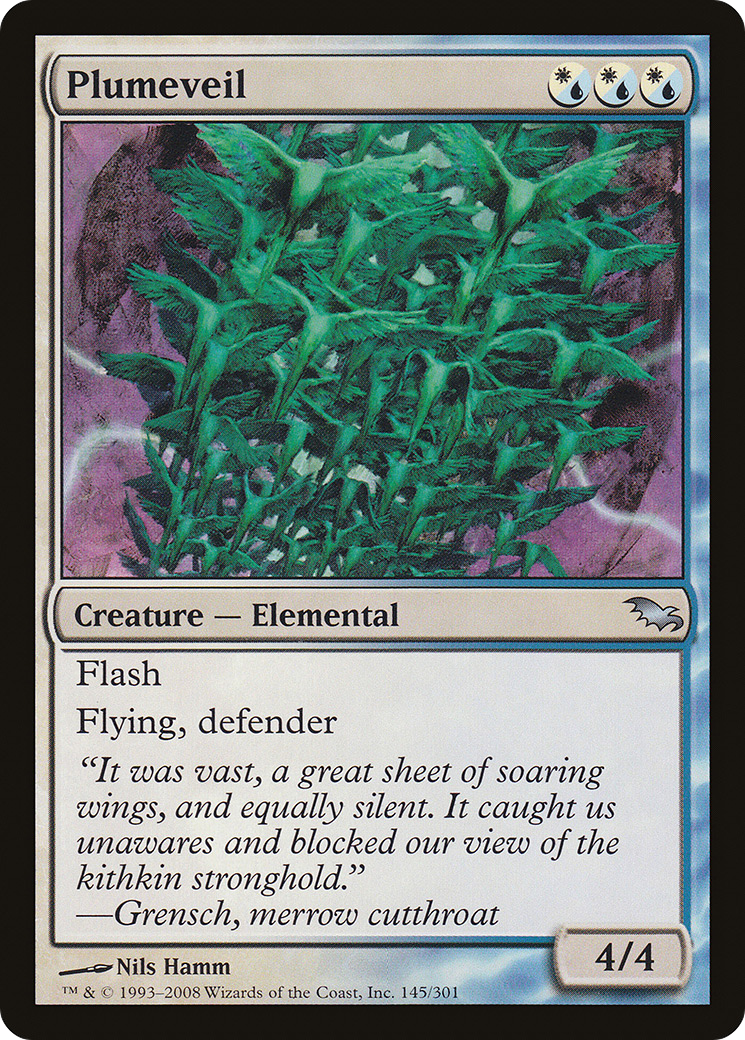 Plumeveil
Creature — Elemental
Flash
Flying, defender
“It was vast, a great sheet of soaring
wings, and equally silent. It caught us
unawares and blocked our view of the
kithkin stronghold.”
—Grensch, merrow cutthroat
4/4
Nils Hamm
™ & © 1993–2008 Wizards of the Coast, Inc. 145/301